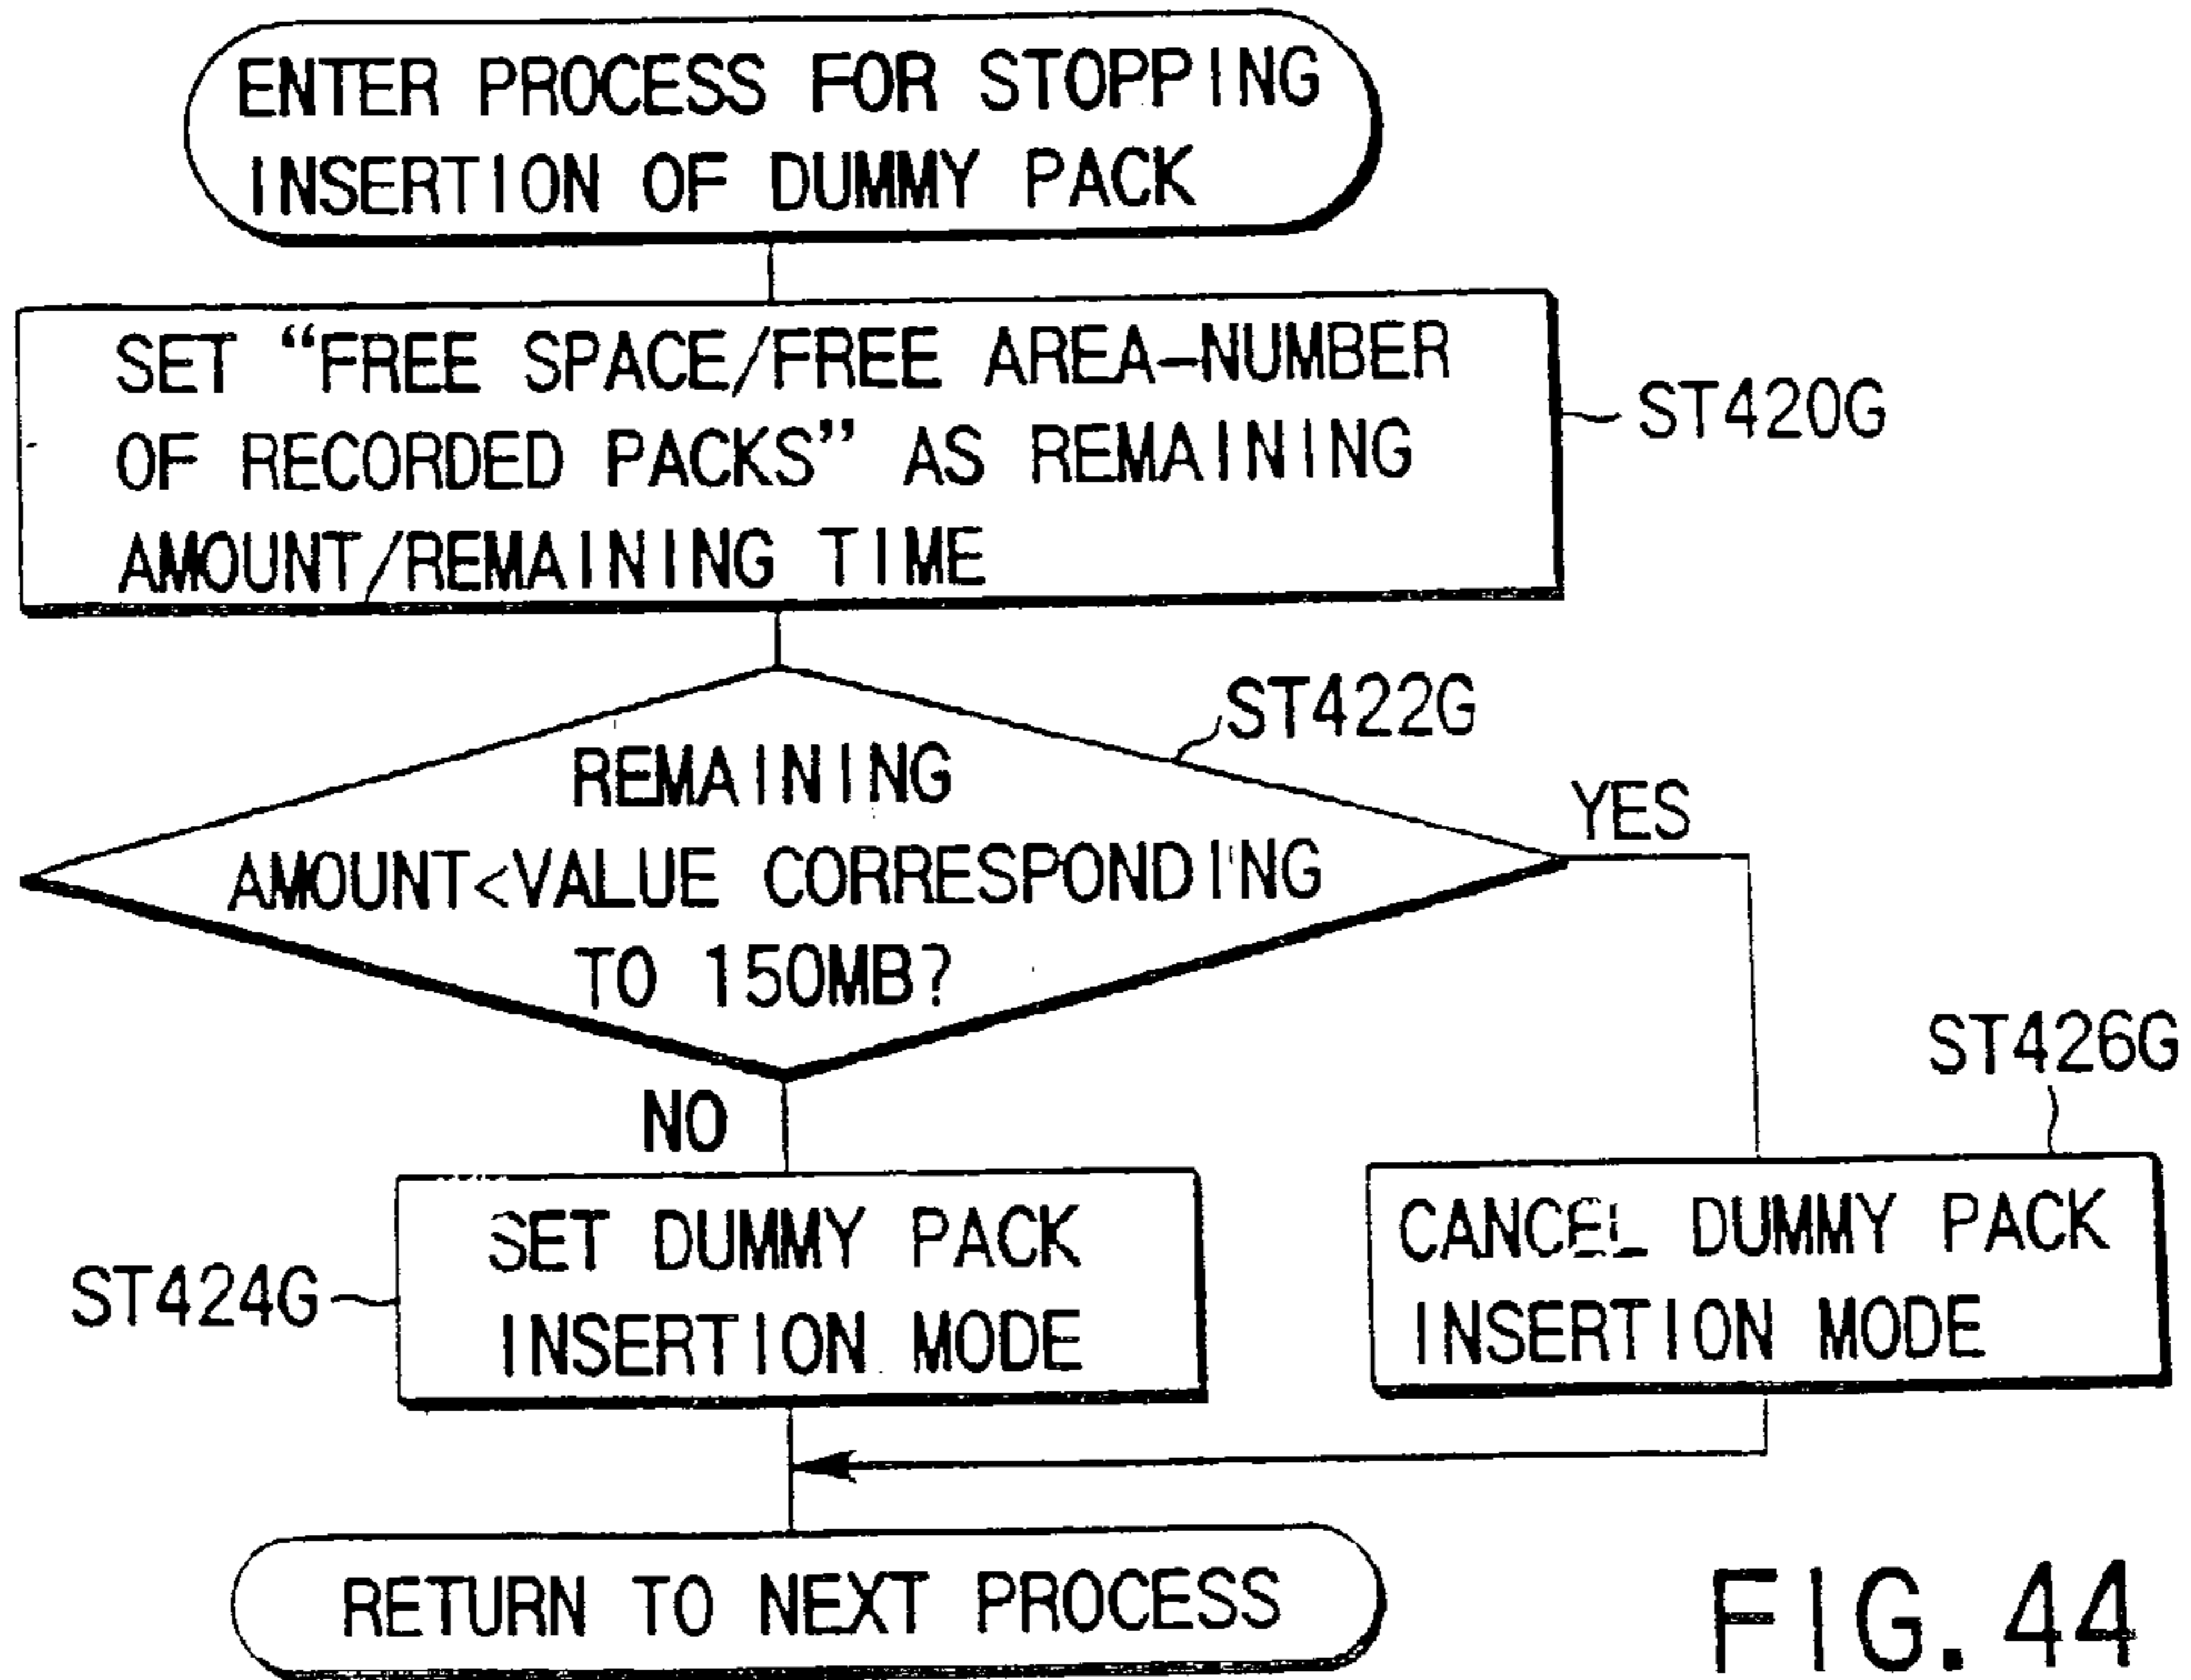 ENTER PROCESS FOR STOPPING
INSERTION OF DUMMY PACK
SET “FREE SPACE/FREE AREA-NUMBER
OF RECORDED PACKS” AS REMAINING
AMOUNT/REMAINING TIME
ST420G
ST422G
REMAINING
AMOUNT<VALUE CORRESPONDING
TO 150MB?
YES
NO
ST426G
SET DUMMY PACK
INSERTION MODE
ST424G
CANCEL DUMMY PACK
INSERTION MODE
RETURN TO NEXT PROCESS
FIG. 44